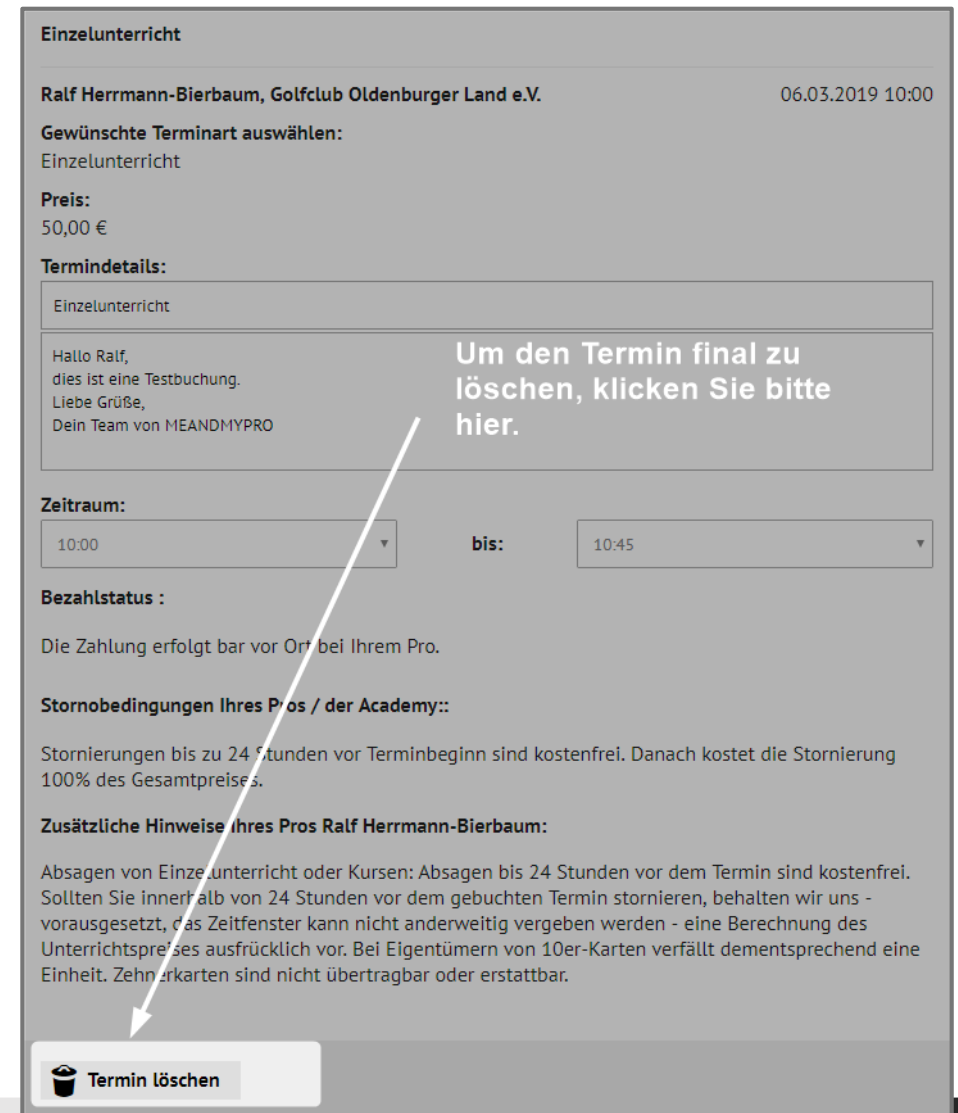 Einzelunterricht
Ralf Herrmann-Bierbaum, Golfclub Oldenburger Land e.V. 06.03.2019 10:00
Gewünschte Terminart auswählen:
Einzelunterricht
Preis:
50,00 €
Termindetails:
Einzelunterricht
Hallo Ralf,
dies ist eine Testbuchung.
Liebe Grüße,
Dein Team von MEANDMYPRO
Um den Termin final zu
löschen, klicken Sie bitte
hier.
Zeitraum:
10:00 bis: 10:45
Bezahlstatus :
Die Zahlung erfolgt bar vor Ort bei Ihrem Pro.
Stornobedingungen Ihres Pros / der Academy::
Stornierungen bis zu 24 Stunden vor Terminbeginn sind kostenfrei. Danach kostet die Stornierung
100% des Gesamtpreises.
Zusätzliche Hinweise Ihres Pros Ralf Herrmann-Bierbaum:
Absagen von Einzelunterricht oder Kursen: Absagen bis 24 Stunden vor dem Termin sind kostenfrei.
Sollten Sie innerhalb von 24 Stunden vor dem gebuchten Termin stornieren, behalten wir uns -
vorausgesetzt, das Zeitfenster kann nicht anderweitig vergeben werden - eine Berechnung des
Unterrichtspreises ausfrücklich vor. Bei Eigentümern von 10er-Karten verfällt dementsprechend eine
Einheit. Zehnerkarten sind nicht übertragbar oder erstattbar.
Termin löschen